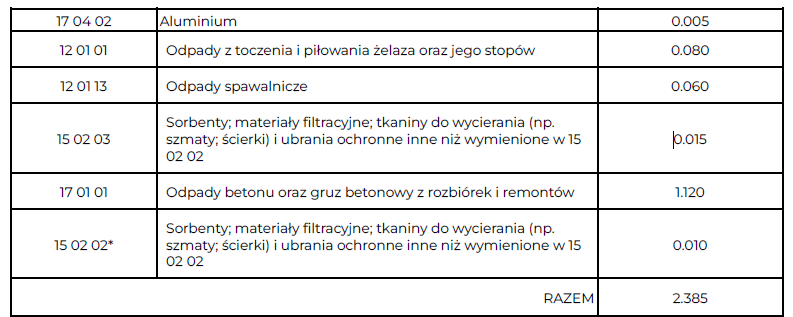 17 04 02 Aluminium 0.005
12 01 01 Odpady z toczenia i piłowania żelaza oraz jego stopów 0.080
12 01 13 Odpady spawalnicze 0.060
Sorbenty; materiały filtracyjne; tkaniny do wycierania (np.
15 02 03 szmaty; ścierki) i ubrania ochronne inne niż wymienione w 15 0.015
02 02
17 01 01 Odpady betonu oraz gruz betonowy z rozbiórek i remontów 1.120
Sorbenty; materiały filtracyjne; tkaniny do wycierania (np.
15 02 02* szmaty; ścierki) i ubrania ochronne inne niż wymienione w 15 0.010
02 02
RAZEM 2.385